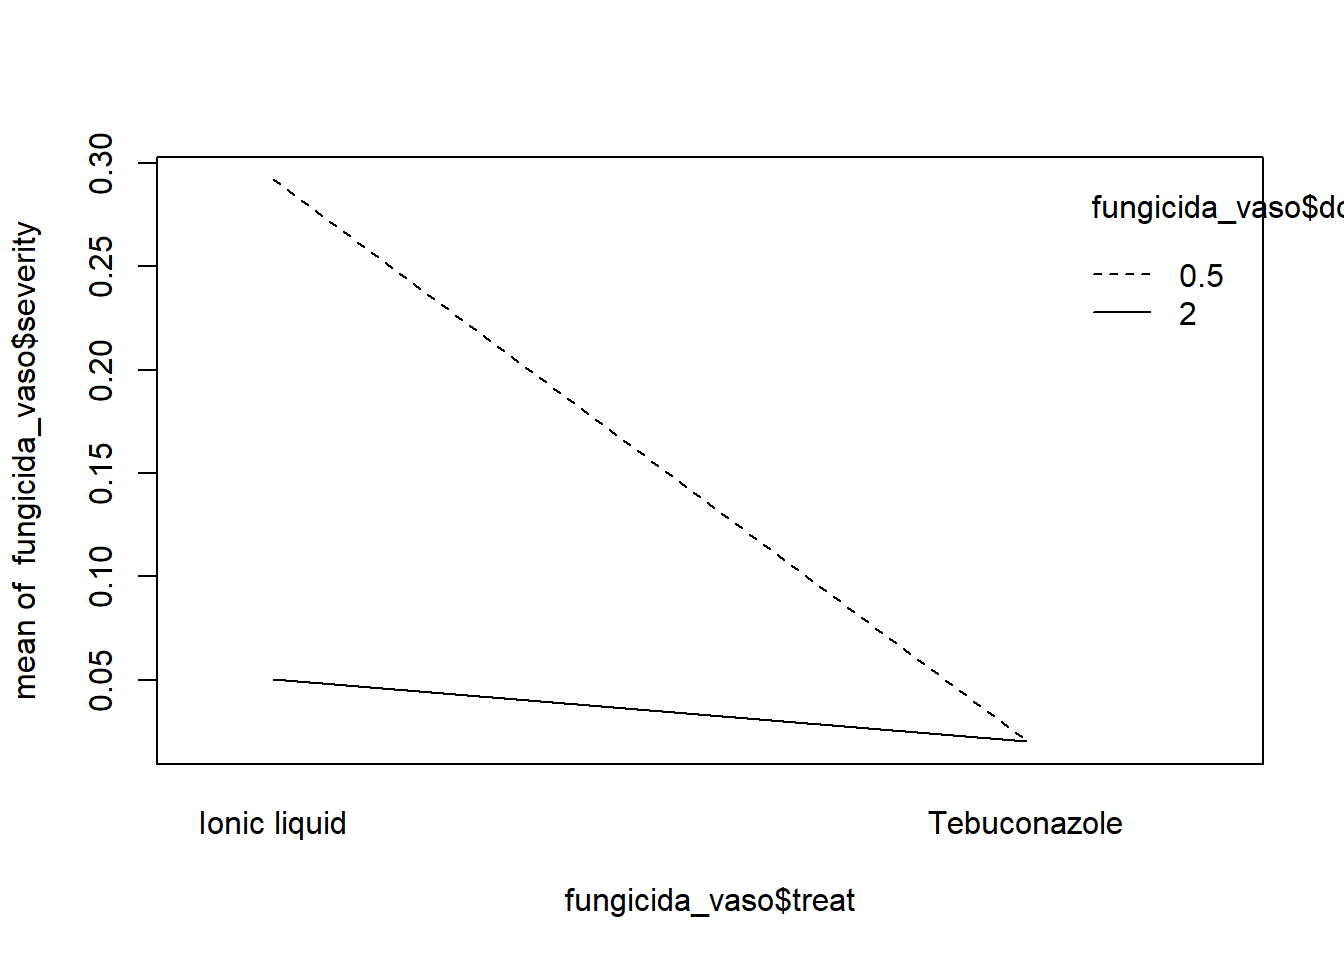 mean of  fungicida_vaso$severity
0.30
0.25
0.20
0.15
0.10
0.05
fungicida_vaso$do
0.5
2
Ionic liquid
Tebuconazole
fungicida_vaso$treat